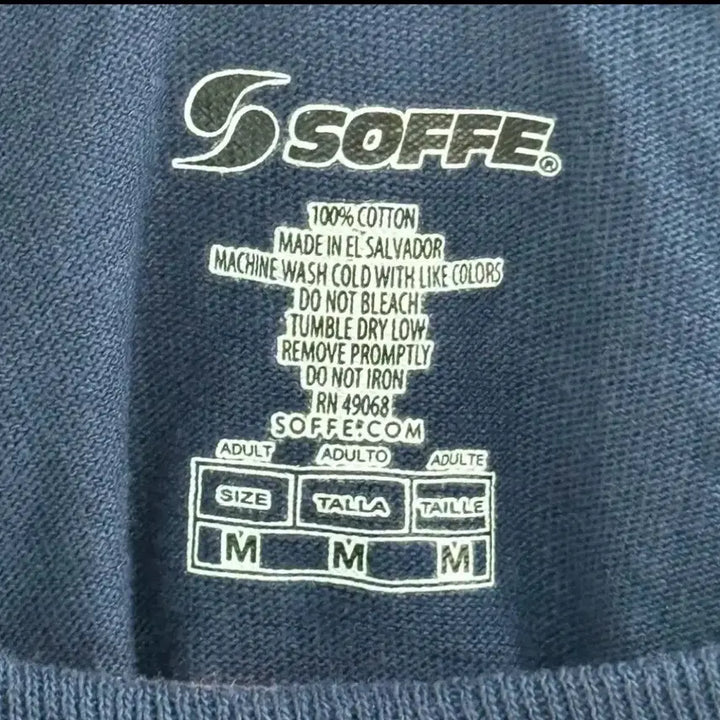 SOFFE®
100% COTTON
MADE IN EL SALVADOR
MACHINE WASH COLD WITH LIKE COLORS
DO NOT BLEACH
TUMBLE DRY LOW
REMOVE PROMPTLY
DO NOT IRON
RN 49068
SOFFE.COM
ADULT ADULTO ADULTE
SIZE TALLA TAILLE
M M M